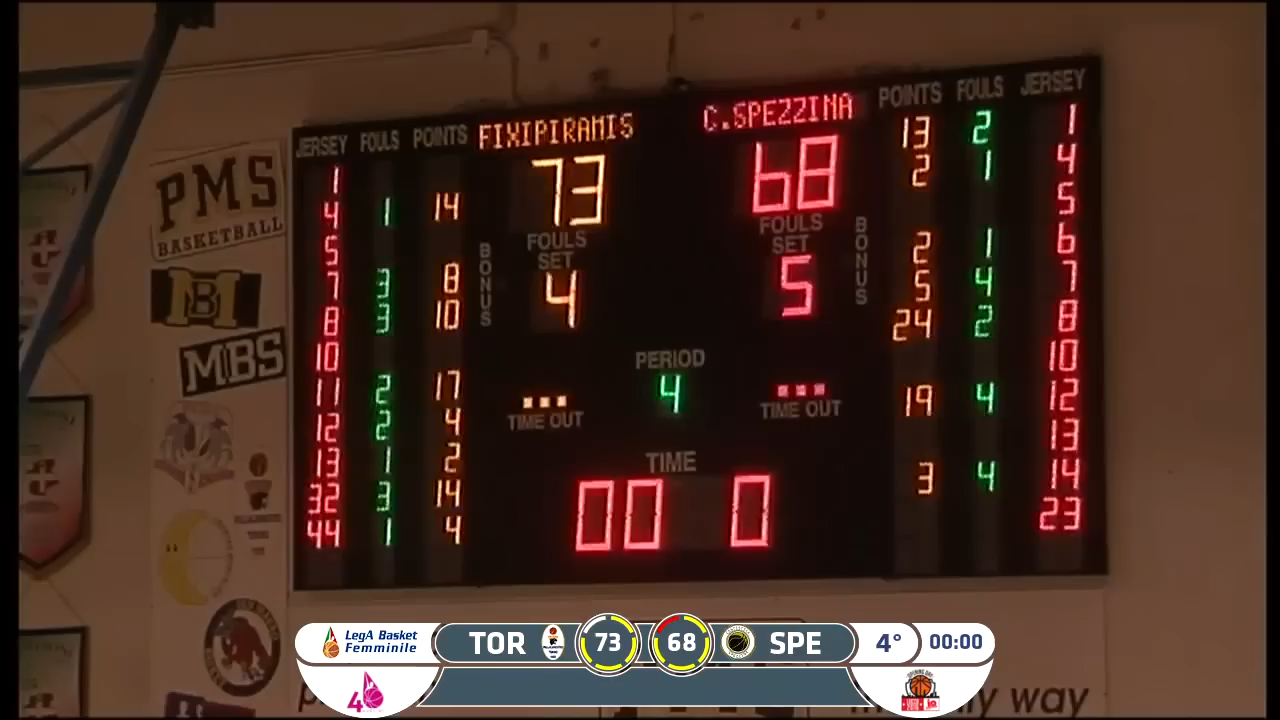 PMS
BASKETBALL
BH
MBS
JERSEY FOULS POINTS FIXIPIRAMIS C.SPEZZINA POINTS FOULS JERSEY
73 68
FOULS SET FOULS SET
4 5
BONUS BONUS
PERIOD
4
TIME OUT TIME OUT
TIME
00 0
1
4 1 14
5
7 3 8
8 3 10
10
11 2 17
12 2 4
13 1 2
32 3 14
44 1 4
13 2 1
2 1 4
5
2 1 6
5 4 7
24 2 8
10
19 4 12
13
3 4 14
23
LegA Basket
Femminile
TOR 73 68 SPE 4° 00:00
4
way